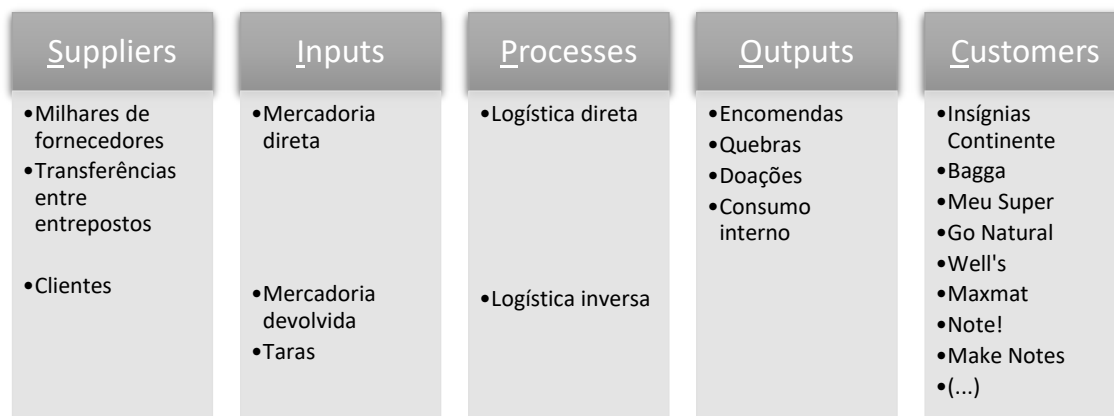 Suppliers
•Milhares de
fornecedores
•Transferências
entre
entrepostos
•Clientes
Inputs
•Mercadoria
direta
•Mercadoria
devolvida
•Taras
Processes
•Logística direta
•Logística inversa
Outputs
•Encomendas
•Quebras
•Doações
•Consumo
interno
Customers
•Insígnias
Continente
•Bagga
•Meu Super
•Go Natural
•Well's
•Maxmat
•Note!
•Make Notes
•(...)